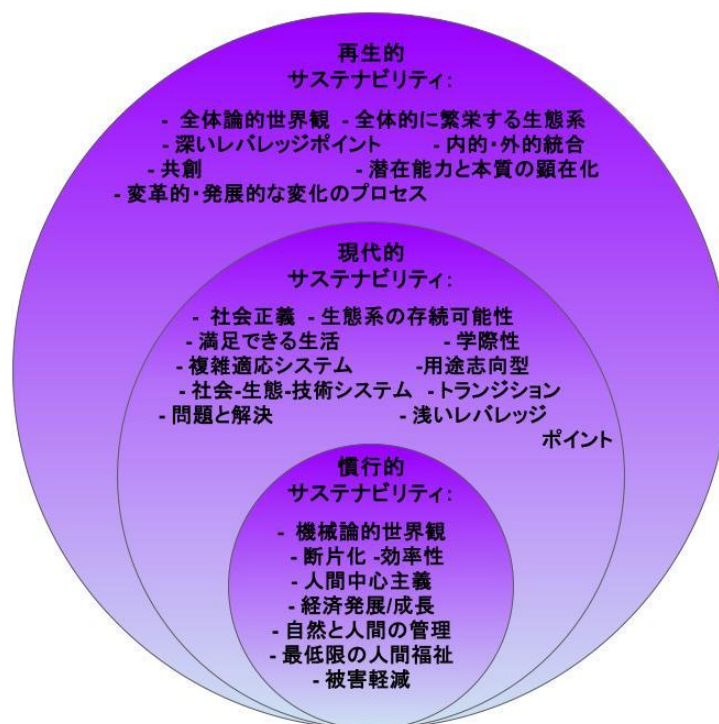 再生的
サステナビリティ:
- 全体論的世界観 - 全体的に繁栄する生態系
- 深いレバレッジポイント - 内的・外的統合
- 共創 - 潜在能力と本質の顕在化
- 変革的・発展的な変化のプロセス
現代的
サステナビリティ:
- 社会正義 - 生態系の存続可能性
- 満足できる生活 - 学際性
- 複雑適応システム -用途志向型
- 社会-生態-技術システム - トランジション
- 問題と解決 - 浅いレバレッジ
ポイント
慣行的
サステナビリティ:
- 機械論的世界観
- 断片化 -効率性
- 人間中心主義
- 経済発展/成長
- 自然と人間の管理
- 最低限の人間福祉
- 被害軽減